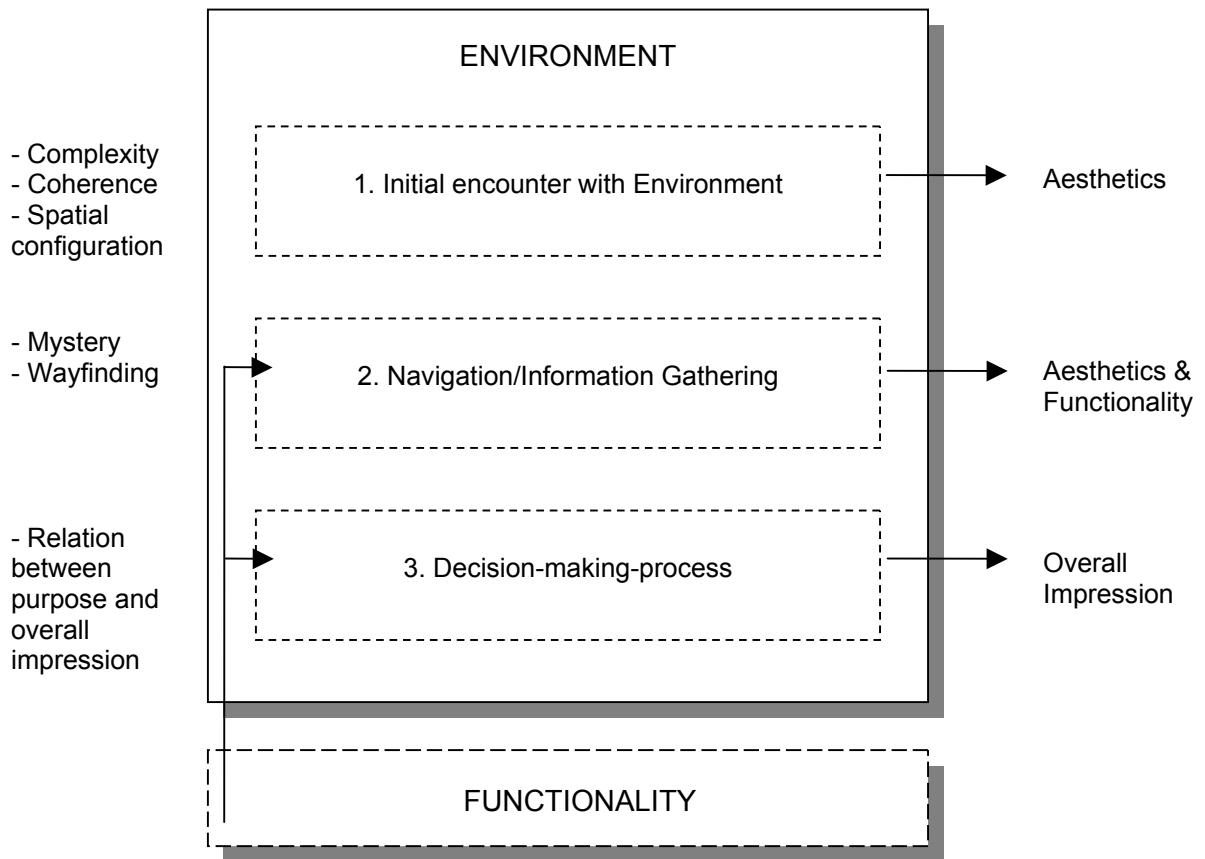 ENVIRONMENT
- Complexity
- Coherence
- Spatial
configuration
1. Initial encounter with Environment
Aesthetics
- Mystery
- Wayfinding
2. Navigation/Information Gathering
Aesthetics &
Functionality
- Relation
between
purpose and
overall
impression
3. Decision-making-process
Overall
Impression
FUNCTIONALITY